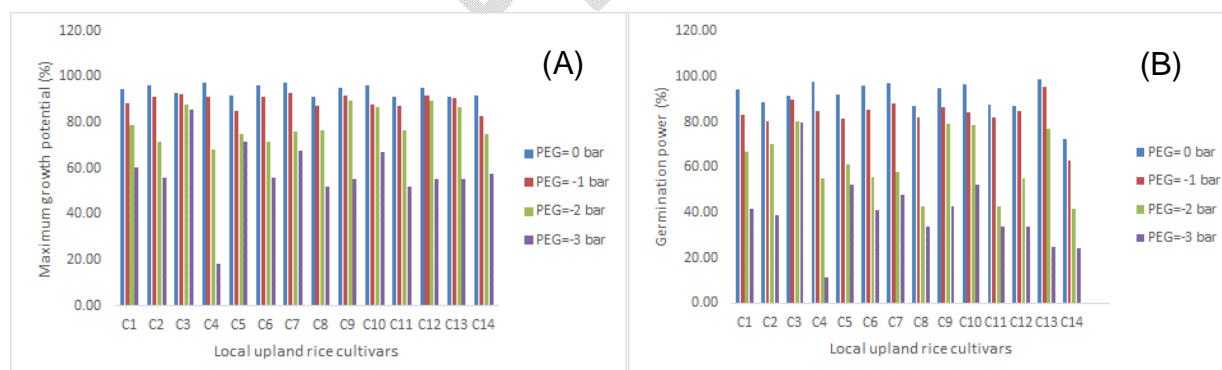 (A)
Maximum growth potential (%)
120.00
100.00
80.00
60.00
40.00
20.00
0.00
C1 C2 C3 C4 C5 C6 C7 C8 C9 C10 C11 C12 C13 C14
Local upland rice cultivars
PEG= 0 bar
PEG= -1 bar
PEG=-2 bar
PEG=-3 bar
(B)
Germination power (%)
120.00
100.00
80.00
60.00
40.00
20.00
0.00
C1 C2 C3 C4 C5 C6 C7 C8 C9 C10 C11 C12 C13 C14
Local upland rice cultivars
PEG= 0 bar
PEG= -1 bar
PEG=-2 bar
PEG=-3 bar